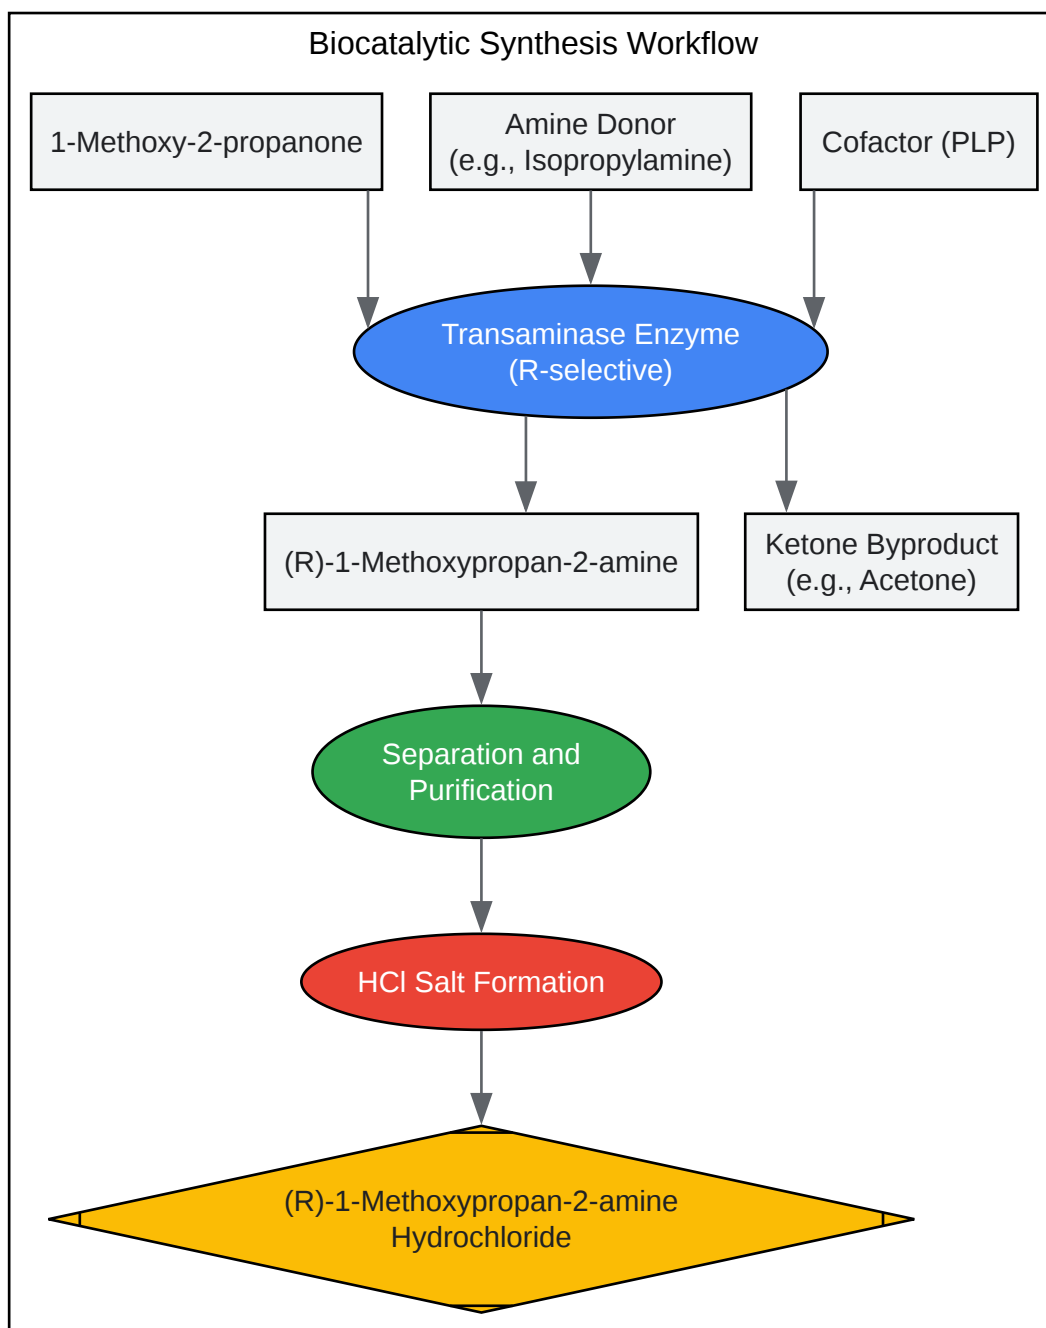 Biocatalytic Synthesis Workflow
1-Methoxy-2-propanone
Amine Donor
(e.g., Isopropylamine)
Cofactor (PLP)
Transaminase Enzyme
(R-selective)
(R)-1-Methoxypropan-2-amine
Ketone Byproduct
(e.g., Acetone)
Separation and
Purification
HCl Salt Formation
(R)-1-Methoxypropan-2-amine
Hydrochloride